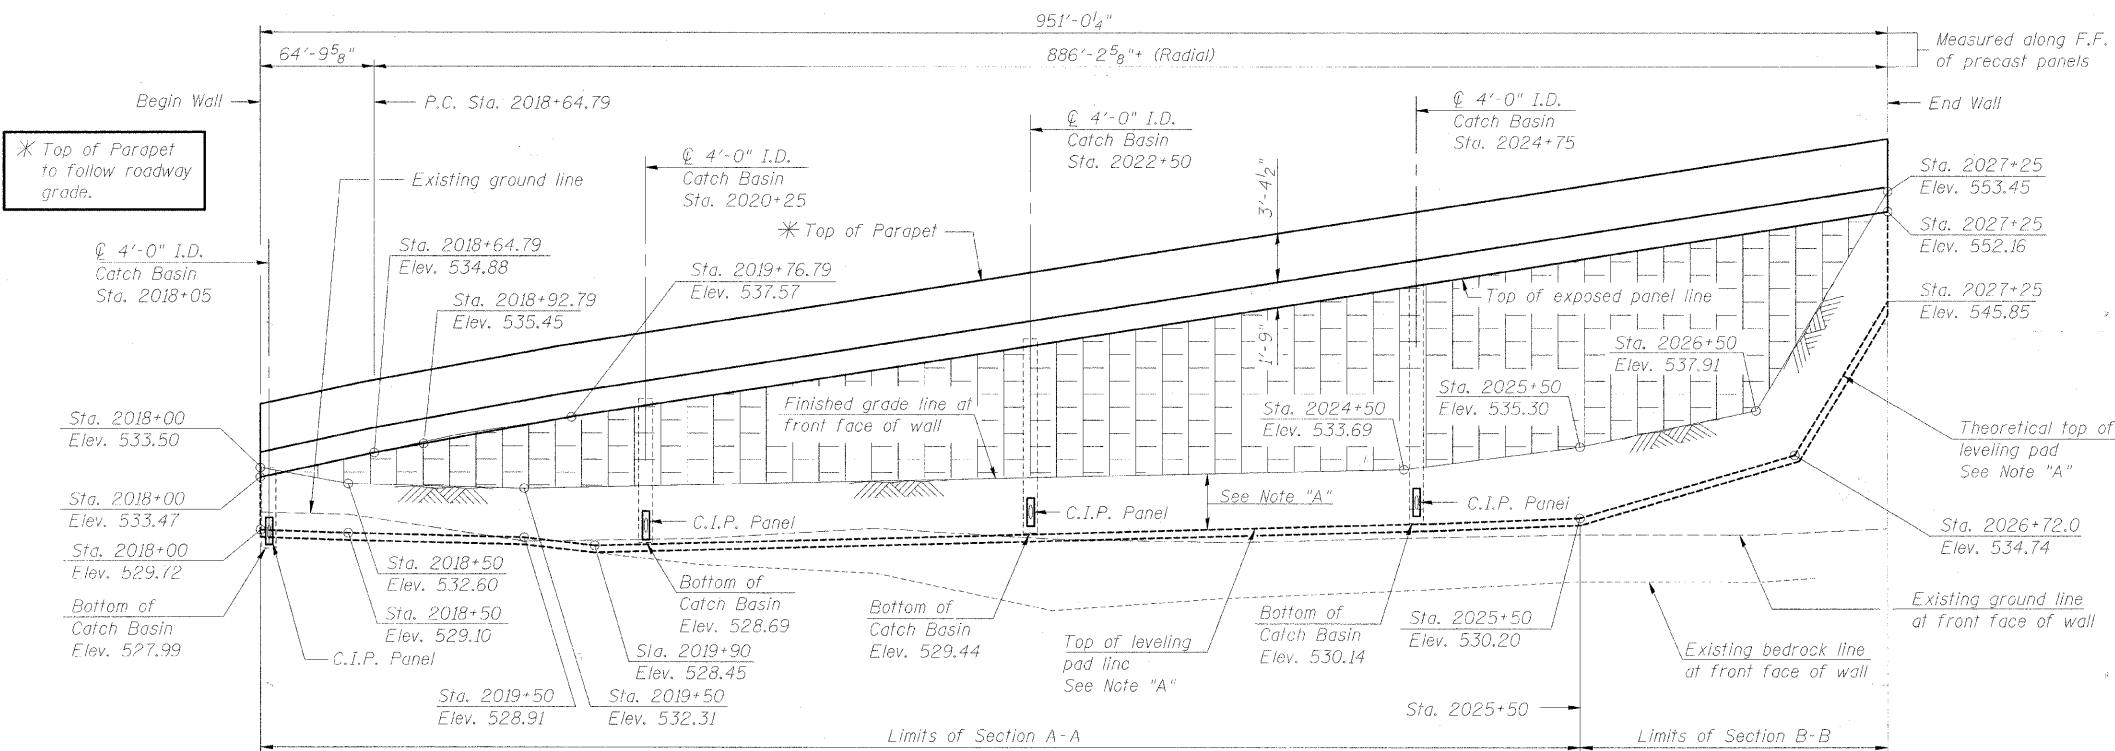 951'-0 1/4"
64'-9 5/8"
886'-2 5/8"+ (Radial)
Measured along F.F.
of precast panels
Begin Wall
P.C. Sta. 2018+64.79
End Wall
* Top of Parapet
to follow roadway
grade.
Existing ground line
℄ 4'-0" I.D.
Catch Basin
Sta. 2020+25
℄ 4'-0" I.D.
Catch Basin
Sta. 2022+50
℄ 4'-0" I.D.
Catch Basin
Sta. 2024+75
3'-4 1/2"
Sta. 2027+25
Elev. 553.45
Sta. 2027+25
Elev. 552.16
Sta. 2027+25
Elev. 545.85
℄ 4'-0" I.D.
Catch Basin
Sta. 2018+05
Sta. 2018+64.79
Elev. 534.88
* Top of Parapet
Sta. 2018+92.79
Elev. 535.45
Sta. 2019+76.79
Elev. 537.57
Top of exposed panel line
1'-9"
Sta. 2026+50
Elev. 537.91
Sta. 2025+50
Elev. 535.30
Sta. 2024+50
Elev. 533.69
Finished grade line at
front face of wall
Sta. 2018+00
Elev. 533.50
Sta. 2018+00
Elev. 533.47
Sta. 2018+00
Elev. 529.72
Theoretical top of
leveling pad
See Note "A"
See Note "A"
C.I.P. Panel
C.I.P. Panel
C.I.P. Panel
Sta. 2026+72.0
Elev. 534.74
Bottom of
Catch Basin
Elev. 527.99
C.I.P. Panel
Sta. 2018+50
Elev. 532.60
Sta. 2018+50
Elev. 529.10
Bottom of
Catch Basin
Elev. 528.69
Bottom of
Catch Basin
Elev. 529.44
Bottom of
Catch Basin
Elev. 530.14
Sta. 2025+50
Elev. 530.20
Existing ground line
at front face of wall
Sta. 2019+90
Elev. 528.45
Top of leveling
pad line
See Note "A"
Existing bedrock line
at front face of wall
Sta. 2019+50
Elev. 528.91
Sta. 2019+50
Elev. 532.31
Sta. 2025+50
Limits of Section A-A
Limits of Section B-B